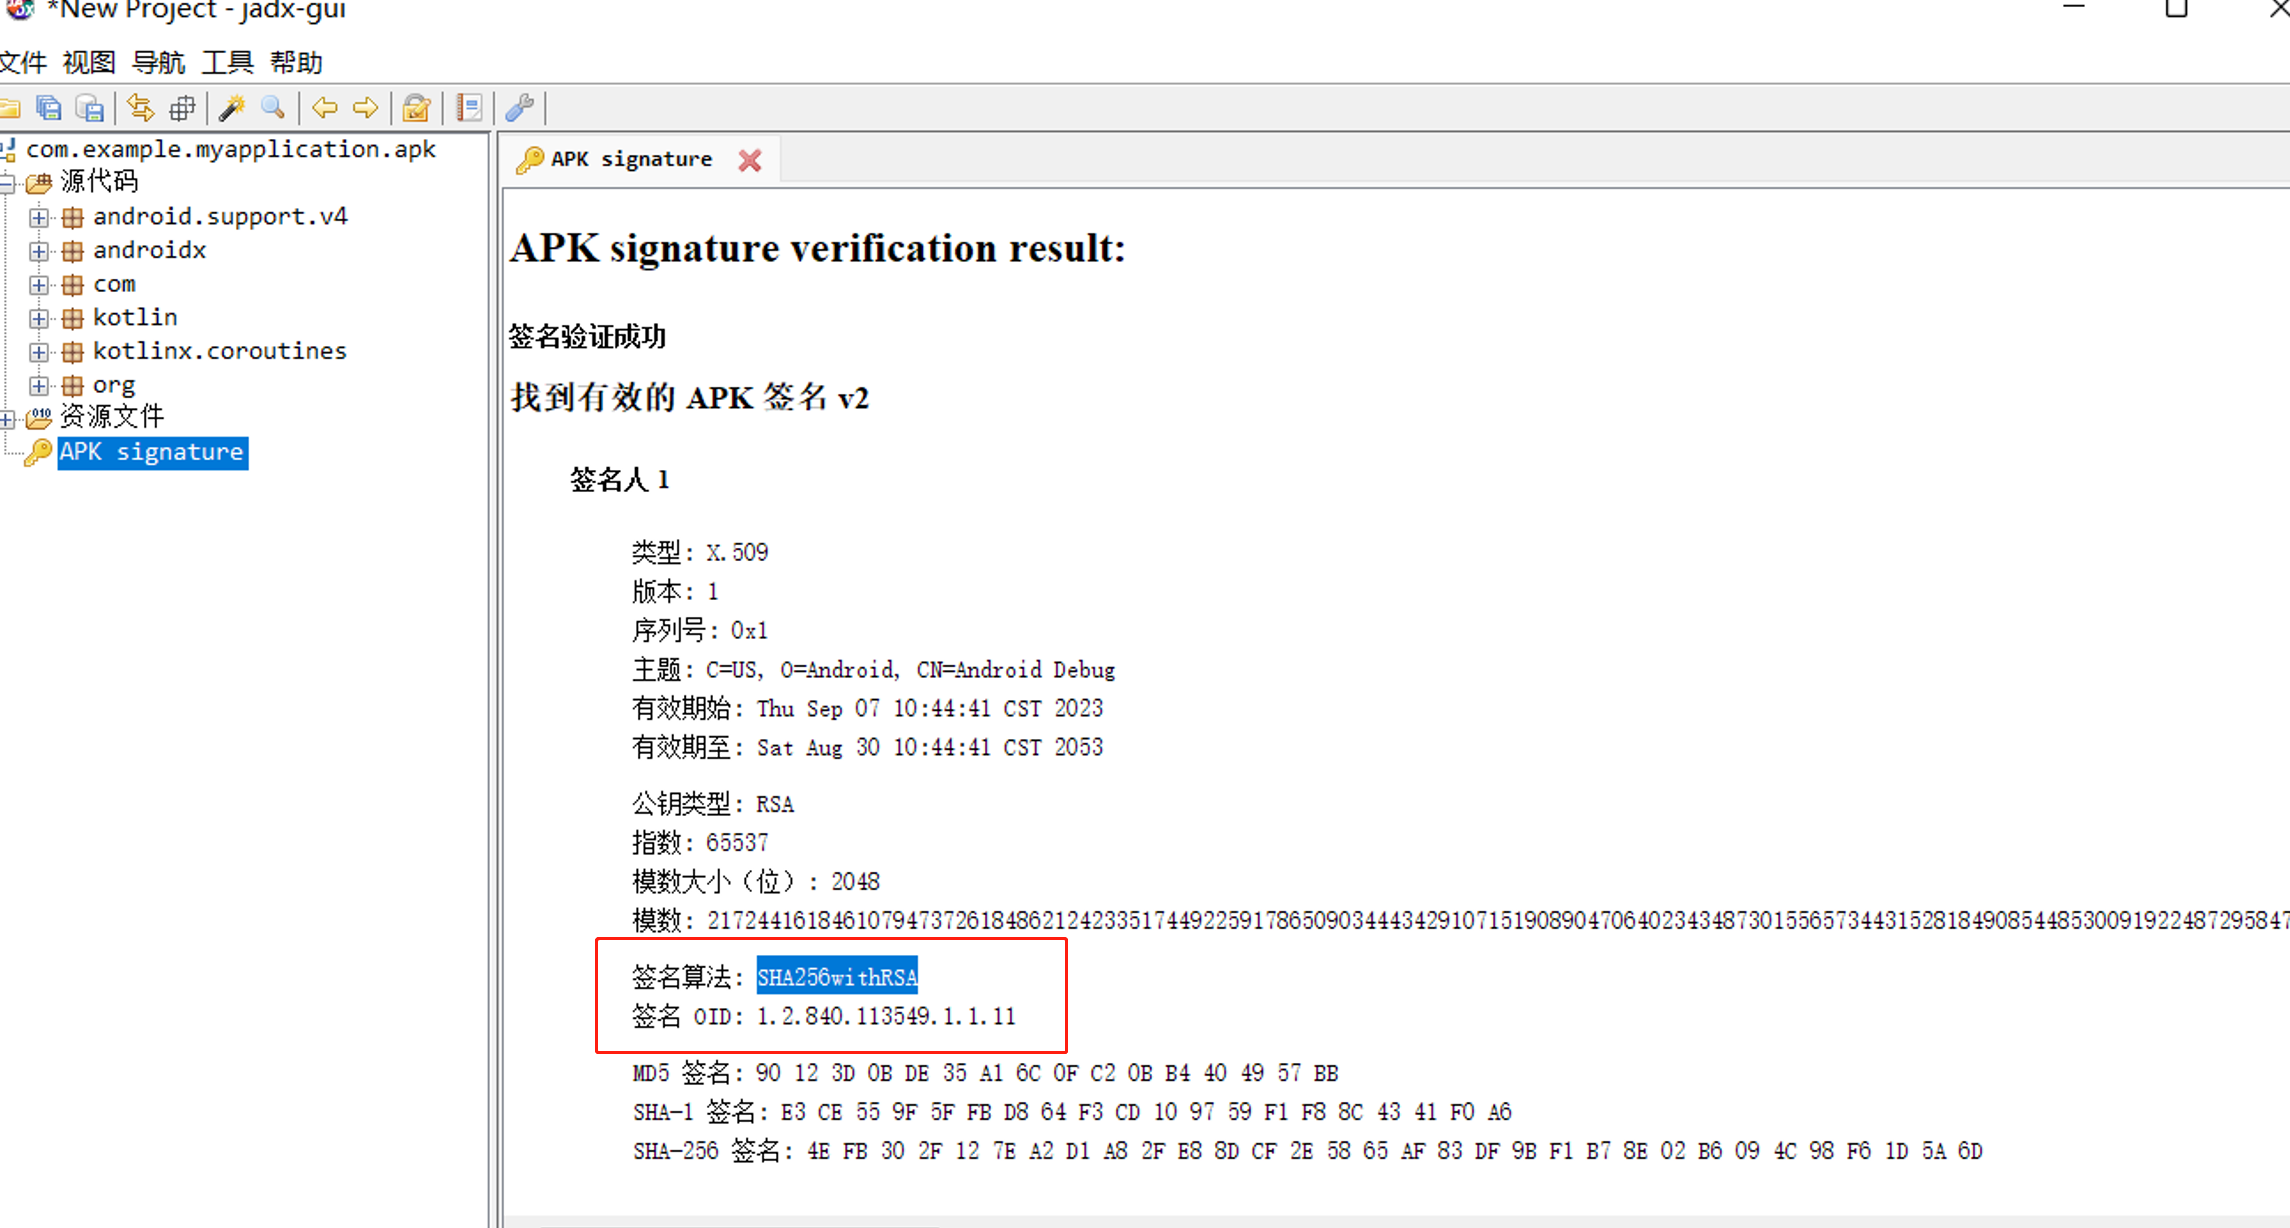 *New Project - jadx-gui
文件 视图 导航 工具 帮助
com.example.myapplication.apk
源代码
android.support.v4
androidx
com
kotlin
kotlinx.coroutines
org
资源文件
APK signature
APK signature
APK signature verification result:
签名验证成功
找到有效的 APK 签名 v2
签名人 1
类型: X.509
版本: 1
序列号: 0x1
主题: C=US, O=Android, CN=Android Debug
有效期始: Thu Sep 07 10:44:41 CST 2023
有效期至: Sat Aug 30 10:44:41 CST 2053
公钥类型: RSA
指数: 65537
模数大小（位）: 2048
模数: 2172441618461079473726184862124233517449225917865090344434291071519089047064023434873015565734431528184908544853009192248729584
签名算法: SHA256withRSA
签名 OID: 1.2.840.113549.1.1.11
MD5 签名: 90 12 3D 0B DE 35 A1 6C 0F C2 0B B4 40 49 57 BB
SHA-1 签名: E3 CE 55 9F 5F FB D8 64 F3 CD 10 97 59 F1 F8 8C 43 41 F0 A6
SHA-256 签名: 4E FB 30 2F 12 7E A2 D1 A8 2F E8 8D CF 2E 58 65 AF 83 DF 9B F1 B7 8E 02 B6 09 4C 98 F6 1D 5A 6D